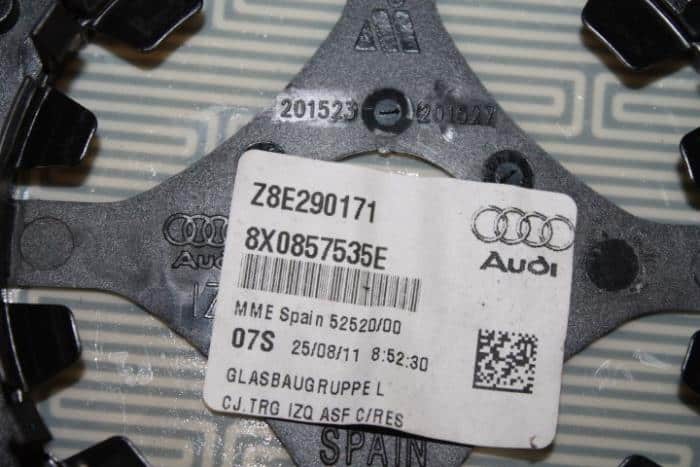 201523 201527
Z8E290171
8X0857535E
Audi
MME Spain 52520/00
07S 25/08/11 8:52:30
GLASBAUGRUPPE L
CJ.TRG IZQ ASF C/RES
SPAIN